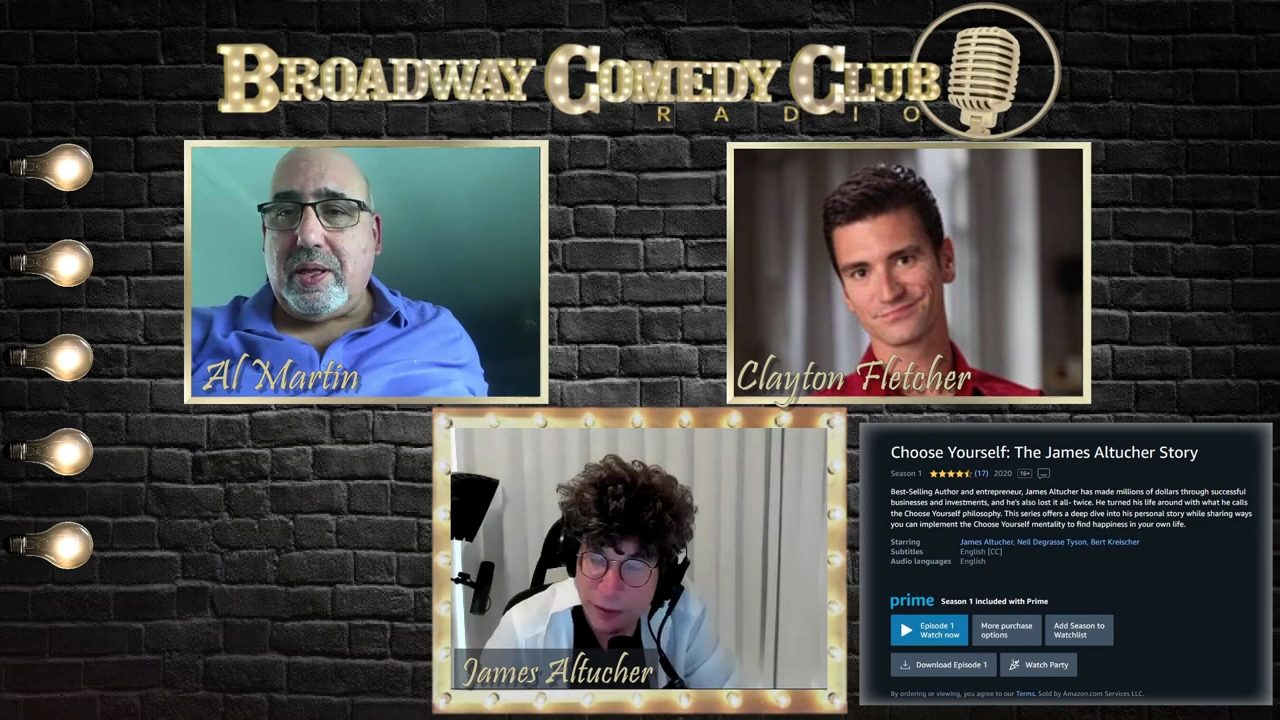 BROADWAY COMEDY CLUB
RADIO
Al Martin
Clayton Fletcher
James Altucher
Choose Yourself: The James Altucher Story
Season 1 (17) 2020 16+
Best-Selling Author and entrepreneur, James Altucher has made millions of dollars through successful
businesses and investments, and he's also lost it all- twice. He turned his life around with what he calls
the Choose Yourself philosophy. This series offers a deep dive into his personal story while sharing ways
you can implement the Choose Yourself mentality to find happiness in your own life.
Starring James Altucher, Neil Degrasse Tyson, Bert Kreischer
Subtitles English [CC]
Audio languages English
prime Season 1 included with Prime
Episode 1
Watch now
More purchase
options
Add Season to
Watchlist
Download Episode 1
Watch Party
By ordering or viewing, you agree to our Terms. Sold by Amazon.com Services LLC.